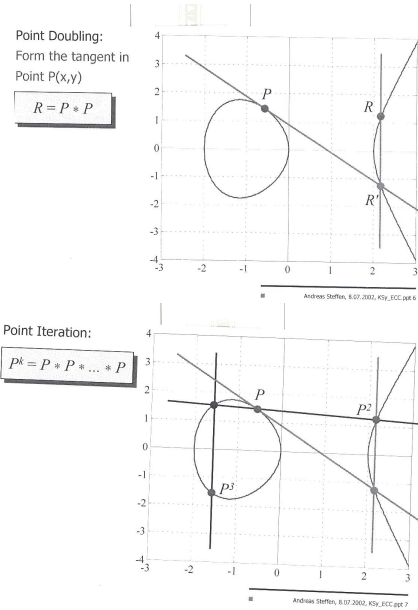 Point Doubling:
Form the tangent in
Point P(x,y)
R = P * P
4
3
2
1
0
-1
-2
-3
-4
-3
-2
-1
0
1
2
3
P
R
R'
Andreas Steffen, 8.07.2002, KSy_ECC.ppt 6
Point Iteration:
Pᵏ = P * P * ... * P
4
3
2
1
0
-1
-2
-3
-4
-3
-2
-1
0
1
2
3
P
P²
P³
Andreas Steffen, 8.07.2002, KSy_ECC.ppt 7